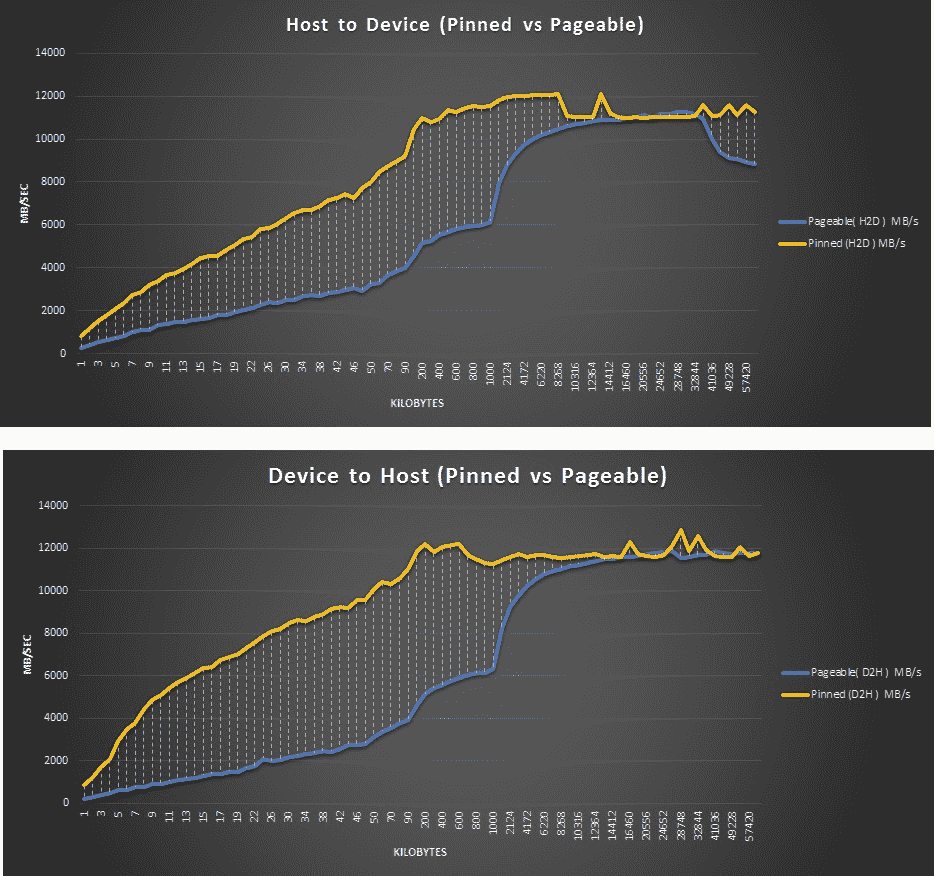 Host to Device (Pinned vs Pageable)
14000
12000
10000
8000
6000
4000
2000
0
MB/SEC
1 3 5 7 9 11 13 15 17 19 22 26 30 34 38 42 46 50 70 90 200 400 600 800 1000 2124 4172 6220 8268 10316 12364 14412 16460 20556 24652 28748 32844 41036 49228 57420
KILOBYTES
Pageable( H2D ) MB/s
Pinned (H2D ) MB/s
Device to Host (Pinned vs Pageable)
14000
12000
10000
8000
6000
4000
2000
0
MB/SEC
1 3 5 7 9 11 13 15 17 19 22 26 30 34 38 42 46 50 70 90 200 400 600 800 1000 2124 4172 6220 8268 10316 12364 14412 16460 20556 24652 28748 32844 41036 49228 57420
KILOBYTES
Pageable( D2H ) MB/s
Pinned (D2H ) MB/s